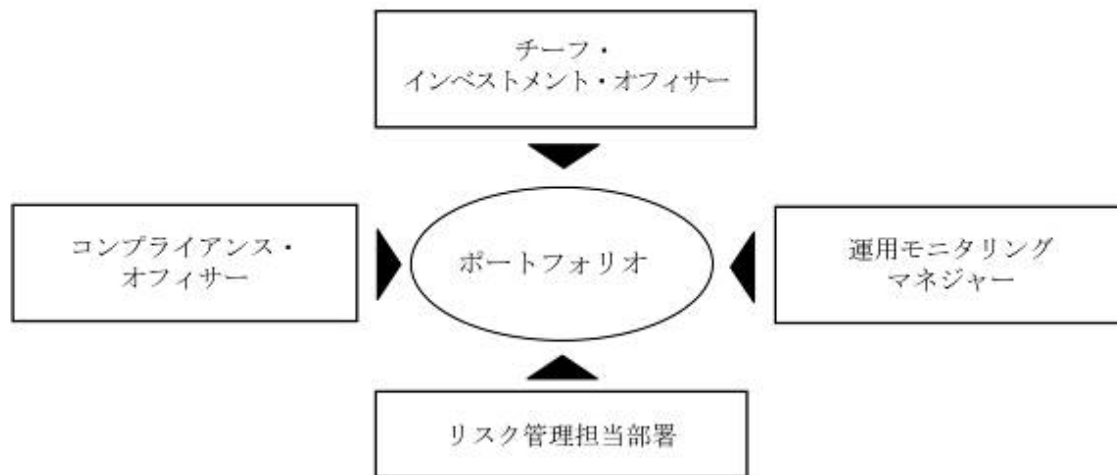 チーフ・
インベストメント・オフィサー
コンプライアンス・
オフィサー
ポートフォリオ
運用モニタリング
マネジャー
リスク管理担当部署